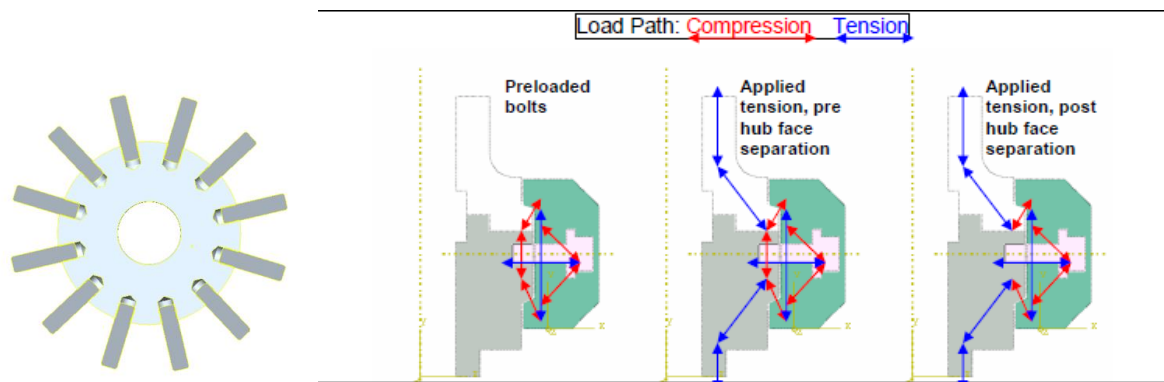 Load Path: Compression Tension
Preloaded
bolts
Applied
tension, pre
hub face
separation
Applied
tension, post
hub face
separation
y
x
y
x
y
x